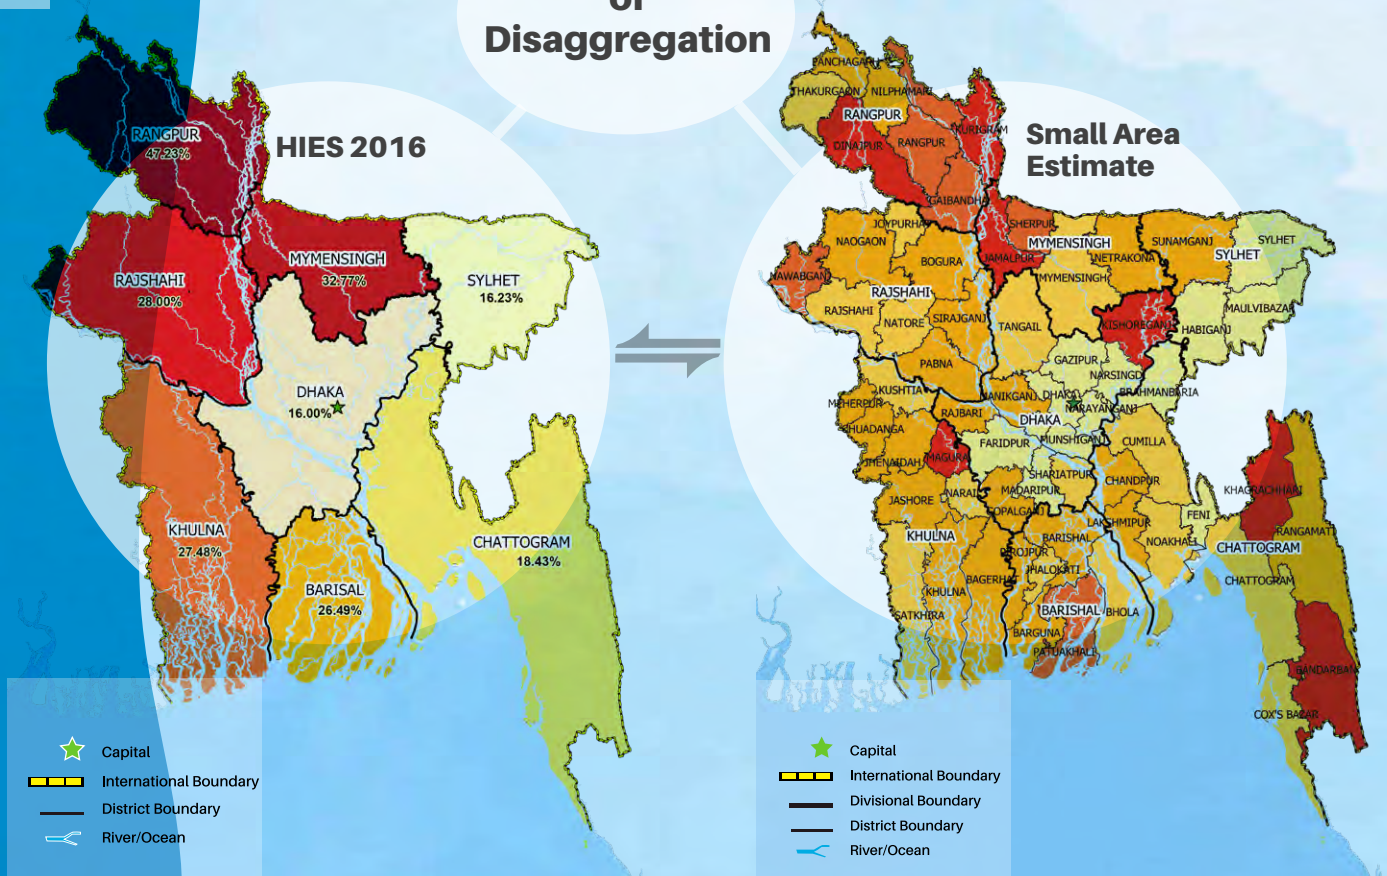 Disaggregation
HIES 2016
RANGPUR
47.23%
RAJSHAHI
28.00%
MYMENSINGH
32.77%
SYLHET
16.23%
DHAKA
16.00%
KHULNA
27.48%
BARISAL
26.49%
CHATTOGRAM
18.43%
Capital
International Boundary
District Boundary
River/Ocean
Small Area
Estimate
PANCHAGARH
THAKURGAON
NILPHAMARI
RANGPUR
KURIGRAM
DINAJPUR
RANGPUR
GAIBANDHA
JOYPURHAT
SHERPUR
NAOGAON
MYMENSINGH
SUNAMGANJ
SYLHET
SYLHET
BOGURA
JAMALPUR
NETRAKONA
NAWABGANJ
MYMENSINGH
RAJSHAHI
RAJSHAHI
NATORE
SIRAJGANJ
TANGAIL
KISHOREGANJ
HABIGANJ
MAULVIBAZAR
PABNA
GAZIPUR
NARSINGDI
KUSHTIA
MEHERPUR
MANIKGANJ
DHAKA
NARAYANGANJ
BRAHMANBARIA
RAJBARI
DHAKA
CHUADANGA
FARIDPUR
MUNSHIGANJ
CUMILLA
JHENAIDAH
MAGURA
SHARIATPUR
CHANDPUR
JASHORE
NARAIL
MADARIPUR
GOPALGANJ
KHAGRACHHARI
FENI
LAKSHMIPUR
RANGAMATI
KHULNA
BARISHAL
NOAKHALI
CHATTOGRAM
PIROJPUR
JHALOKATI
BAGERHAT
CHATTOGRAM
KHULNA
SATKHIRA
BARISHAL
BHOLA
BARGUNA
PATUAKHALI
BANDARBAN
COX'S BAZAR
Capital
International Boundary
Divisional Boundary
District Boundary
River/Ocean